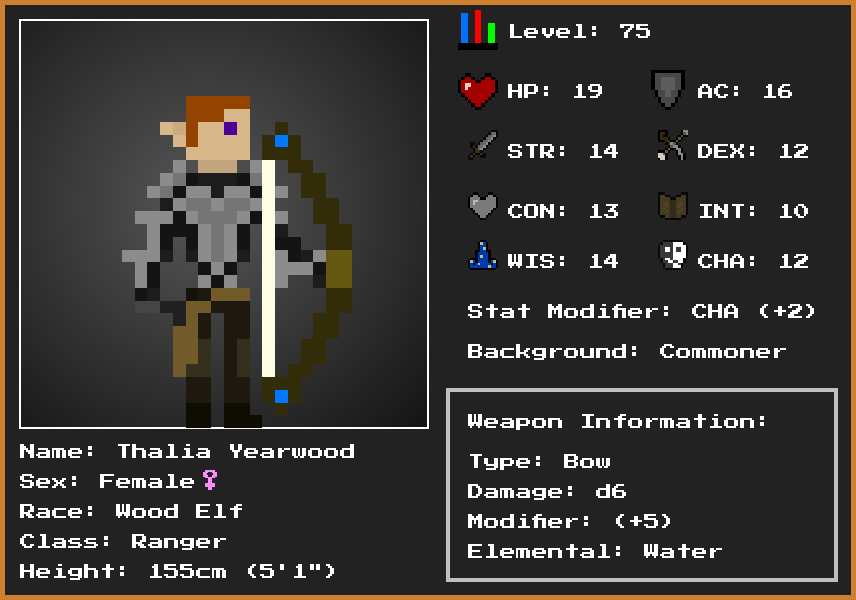 Level: 75
HP: 19
AC: 16
STR: 14
DEX: 12
CON: 13
INT: 10
WIS: 14
CHA: 12
Stat Modifier: CHA (+2)
Background: Commoner
Name: Thalia Yearwood
Sex: Female♀
Race: Wood Elf
Class: Ranger
Height: 155cm (5'1")
Weapon Information:
Type: Bow
Damage: d6
Modifier: (+5)
Elemental: Water